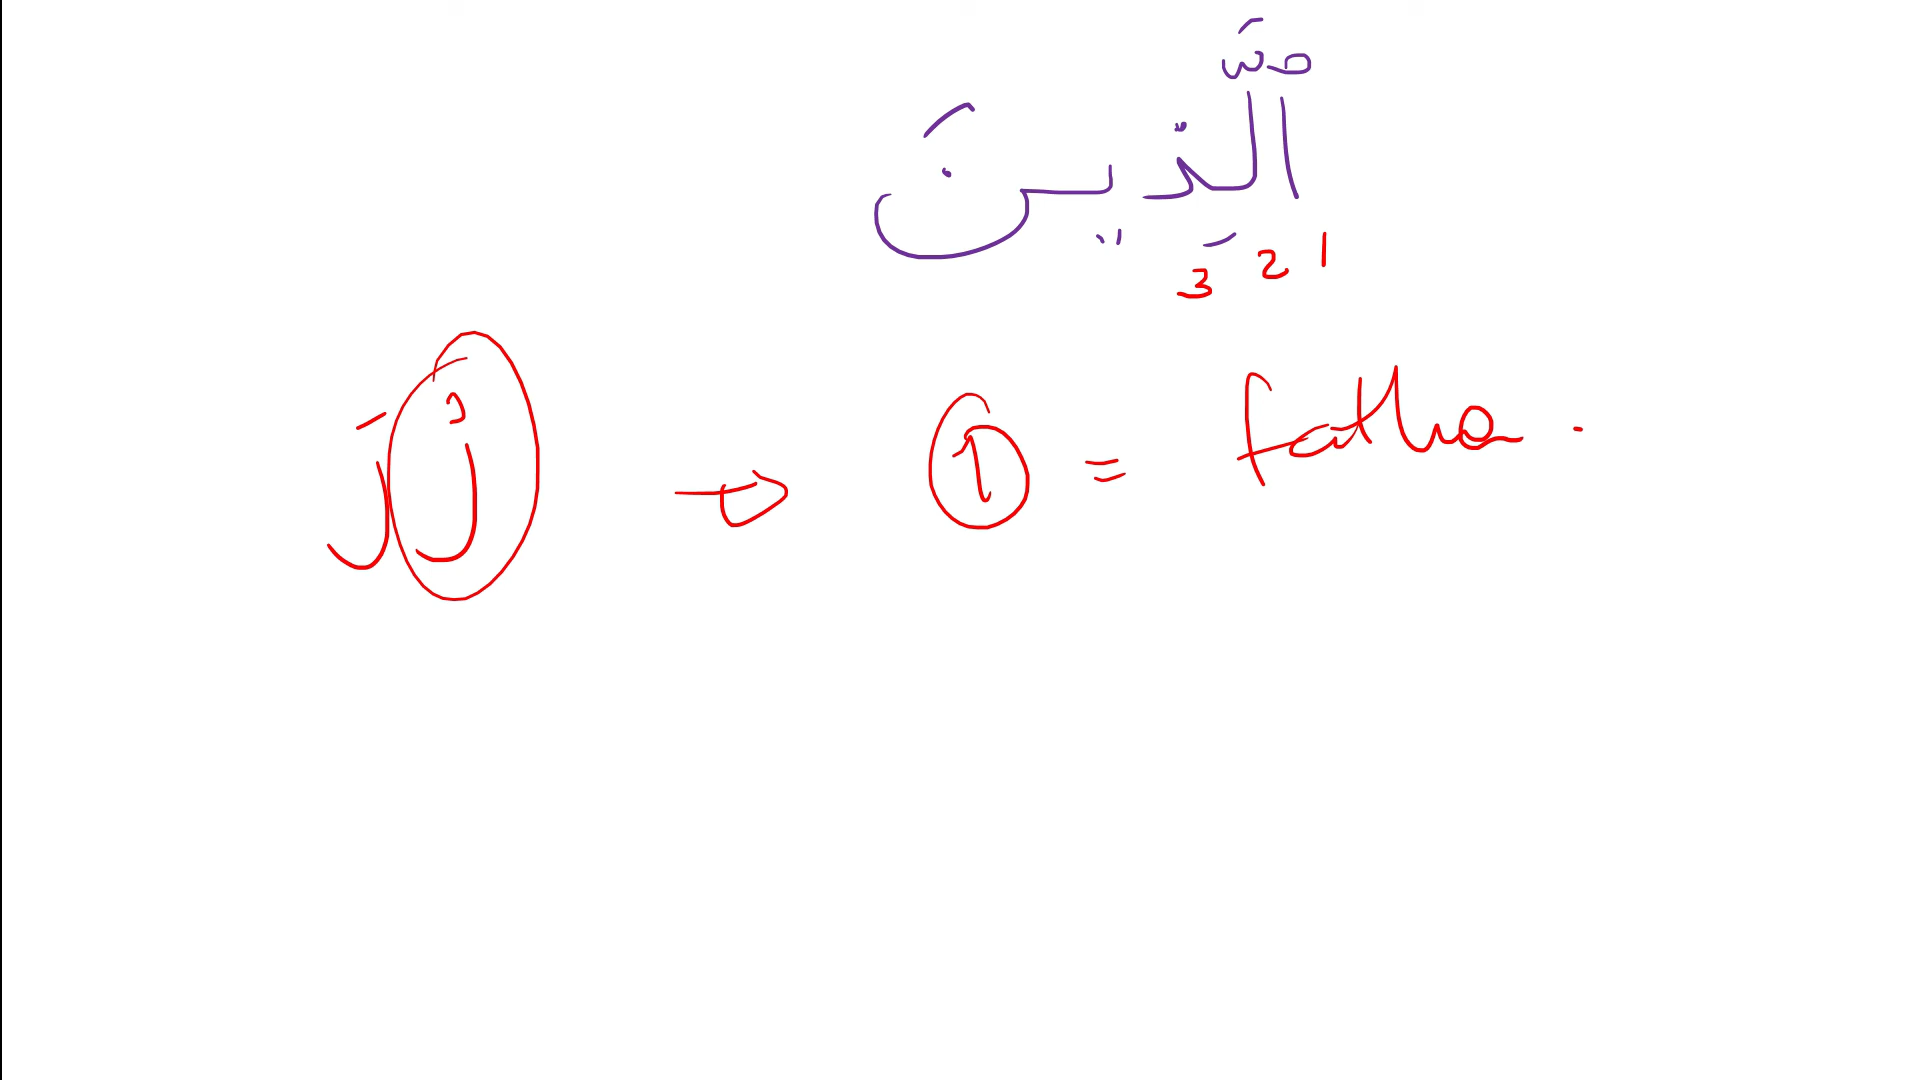 ٱلَّذِينَ
3 2 1
لْ لَ → 1 = fatha .